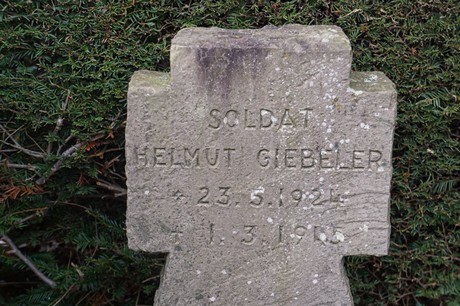 SOLDAT
HELMUT GIEBELER
* 23.5.1924
+ 1.3.1945